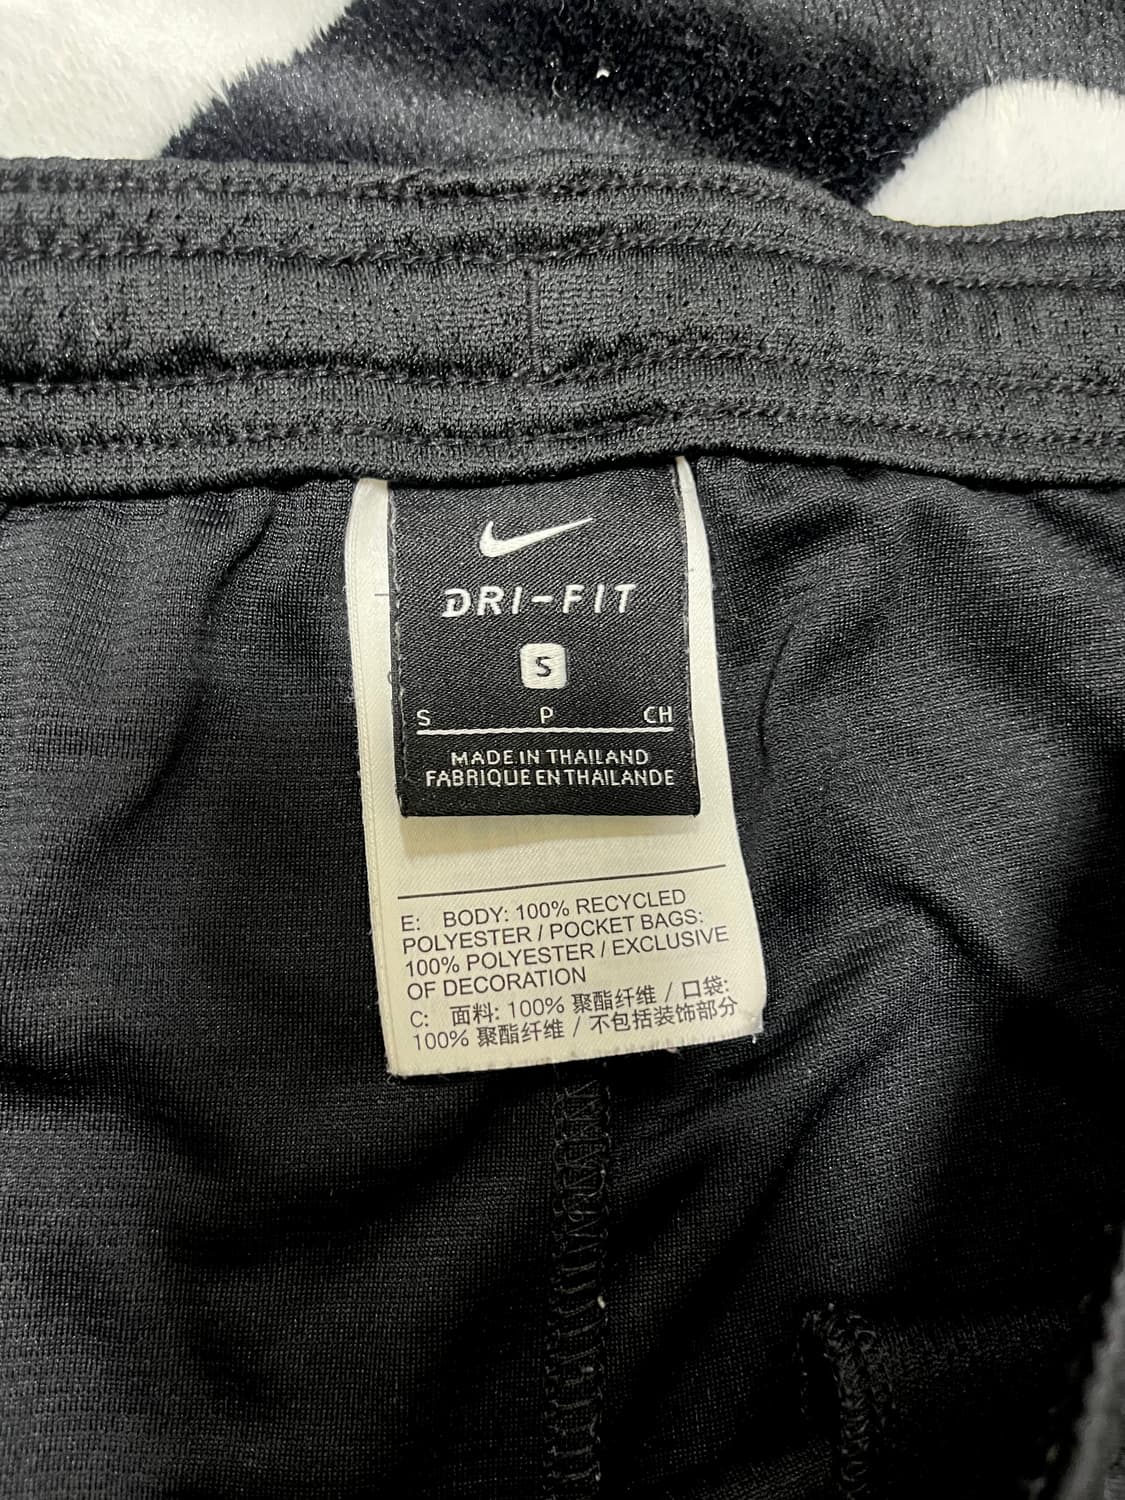 DRI-FIT
S
S P CH
MADE IN THAILAND
FABRIQUE EN THAILANDE
E: BODY: 100% RECYCLED
POLYESTER / POCKET BAGS:
100% POLYESTER / EXCLUSIVE
OF DECORATION
C: 面料: 100% 聚酯纤维 / 口袋:
100% 聚酯纤维 / 不包括装饰部分